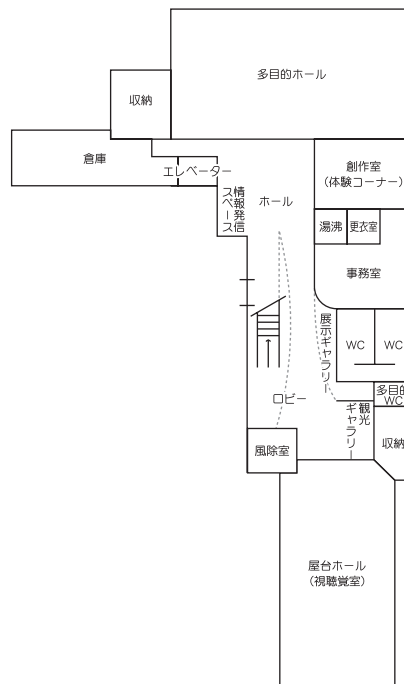 多目的ホール
収納
倉庫
エレベーター
情報発信
スペース
ホール
創作室
(体験コーナー)
湯沸
更衣室
事務室
展示ギャラリー
WC
WC
多目的
WC
ロビー
観光
ギャラリー
収納
風除室
屋台ホール
(視聴覚室)